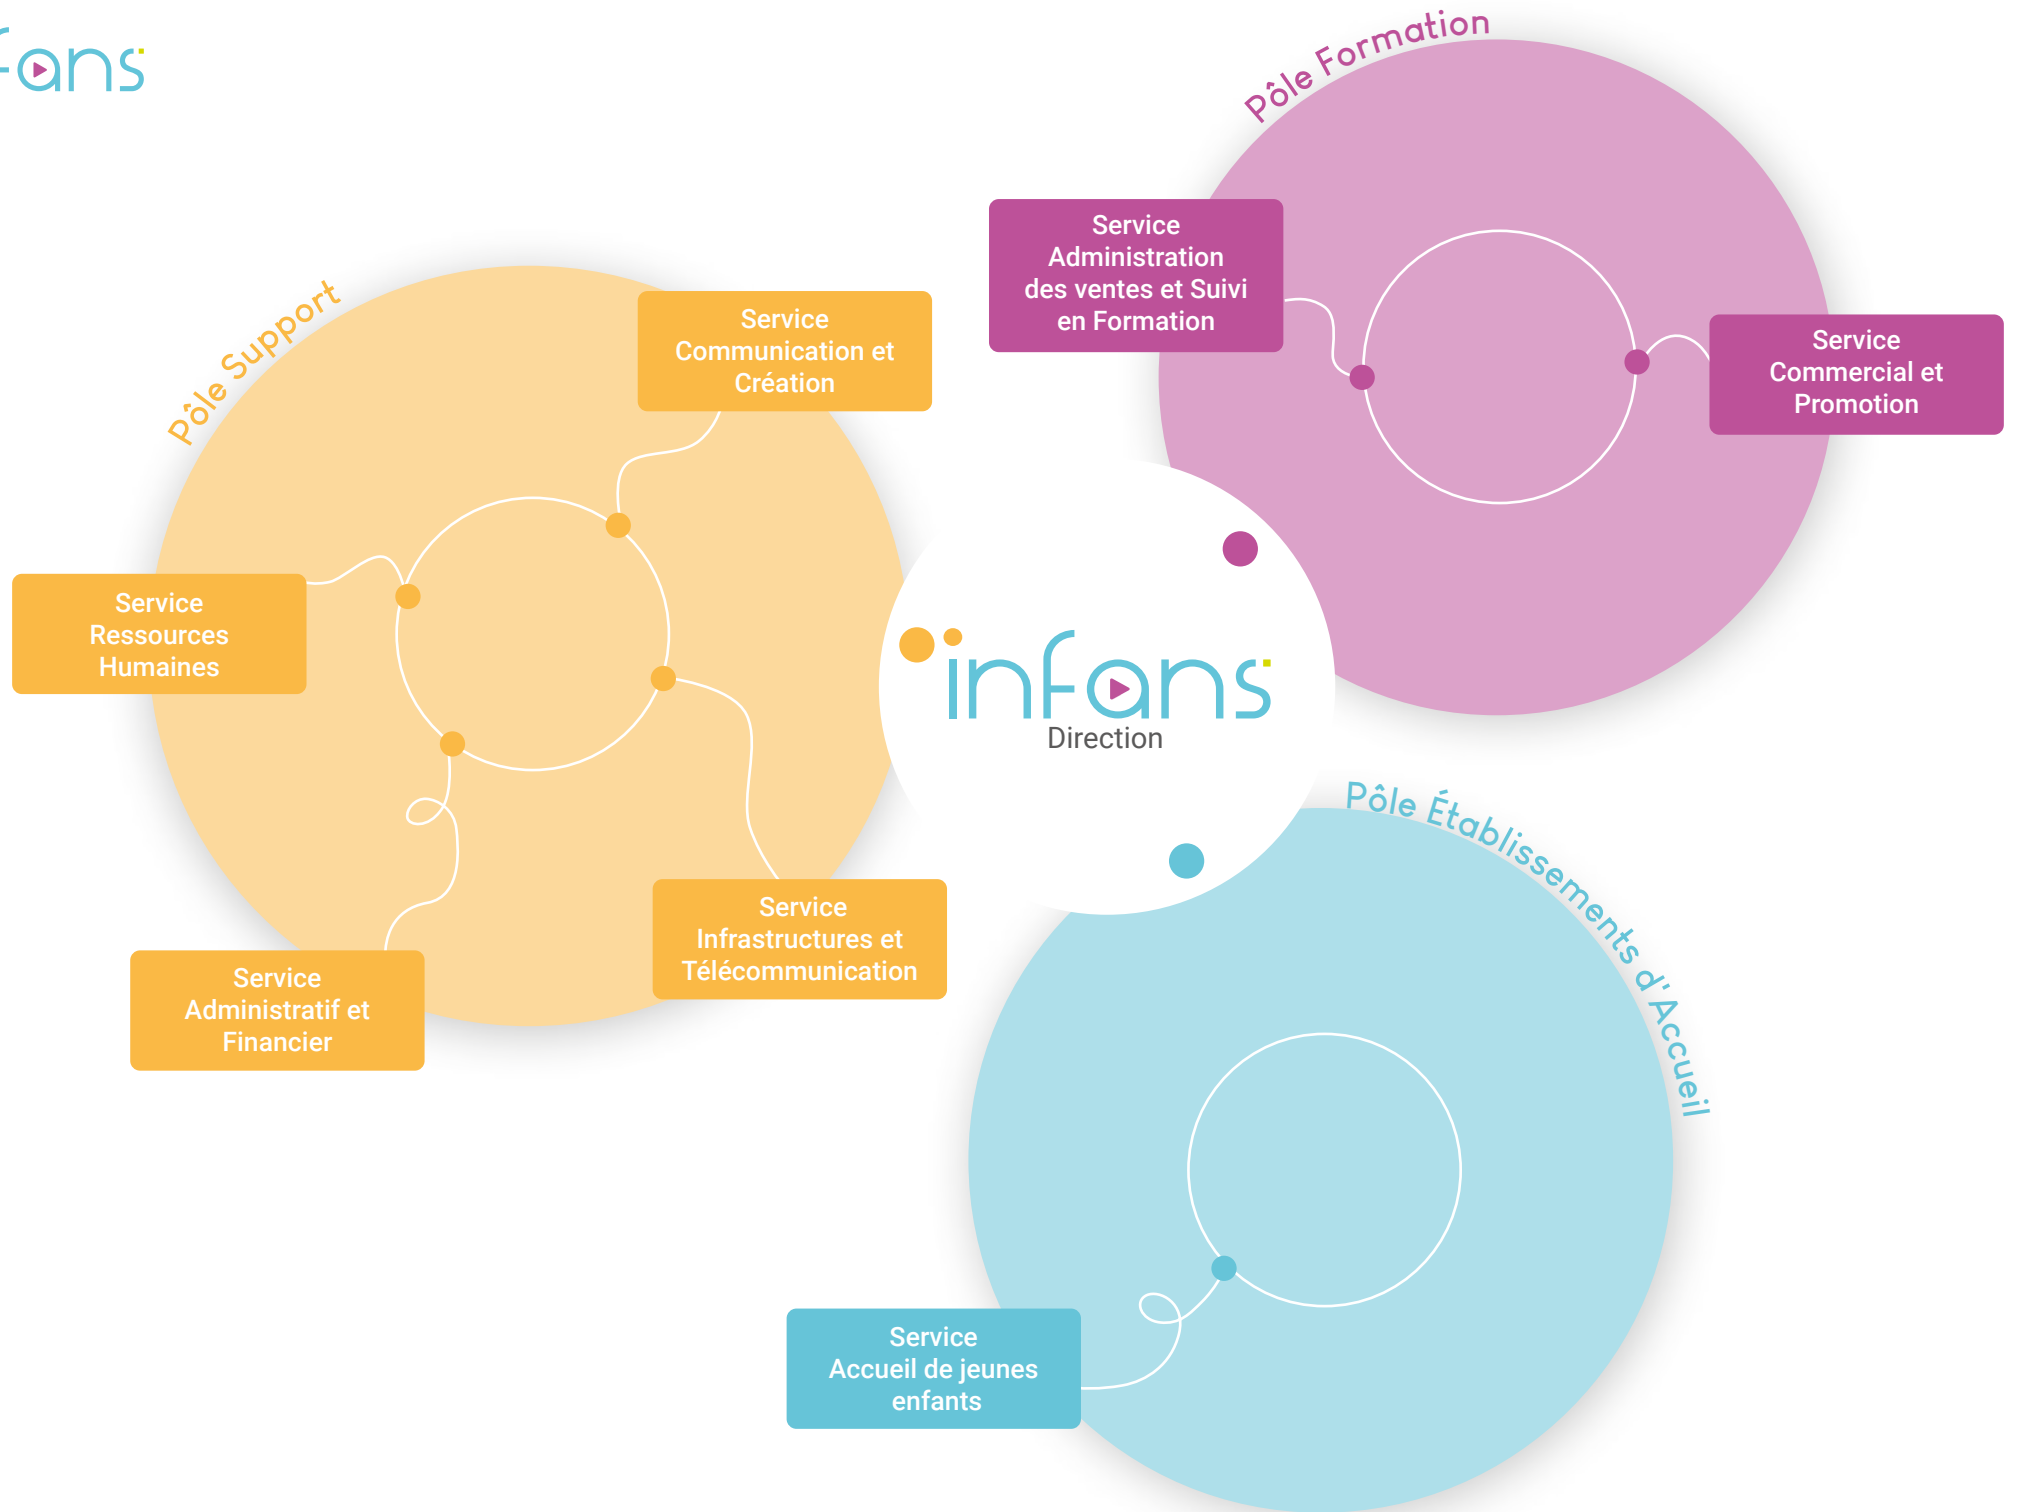 fans
Pôle Formation
Service
Administration
des ventes et Suivi
en Formation
Service
Commercial et
Promotion
Pôle Support
Service
Communication et
Création
Service
Ressources
Humaines
infans
Direction
Service
Infrastructures et
Télécommunication
Service
Administratif et
Financier
Pôle Établissements d'Accueil
Service
Accueil de jeunes
enfants